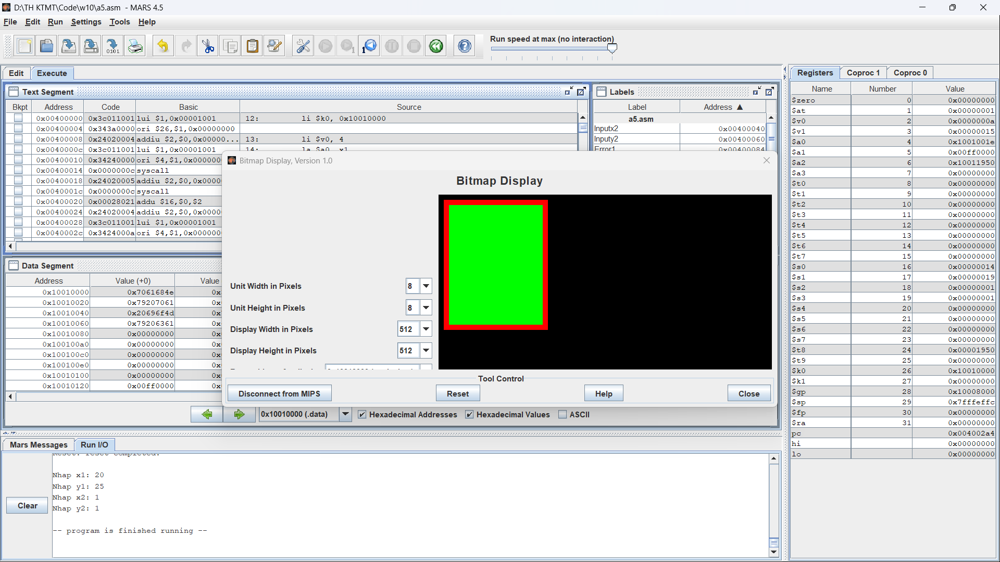 D:\TH KTMT\Code\w10\a5.asm - MARS 4.5
File Edit Run Settings Tools Help
Run speed at max (no interaction)
Edit Execute
Text Segment
Bkpt Address Code Basic Source
0x00400000 0x3c011001 lui $1,0x00001001 12: li $k0, 0x10010000
0x00400004 0x343a0000 ori $26,$1,0x00000000
0x00400008 0x24020004 addiu $2,$0,0x00000... 13: li $v0, 4
0x0040000c 0x3c011001 lui $1,0x00001001 14: la $a0, x1
0x00400010 0x34240000 ori $4,$1,0x000000
0x00400014 0x0000000c syscall
0x00400018 0x24020005 addiu $2,$0,0x0000
0x0040001c 0x0000000c syscall
0x00400020 0x00028021 addu $16,$0,$2
0x00400024 0x24020004 addiu $2,$0,0x0000
0x00400028 0x3c011001 lui $1,0x00001001
0x0040002c 0x3424000a ori $4,$1,0x000000
Labels
Label Address ▲
a5.asm
Inputx2 0x00400040
Inputy2 0x00400060
Error1 0x00400084
Data Segment
Address Value (+0) Value
0x10010000 0x7061684e 0x
0x10010020 0x79207061 0x
0x10010040 0x20696f4d 0x
0x10010060 0x79206361 0x
0x10010080 0x00000000 0x
0x100100a0 0x00000000 0x
0x100100c0 0x00000000 0x
0x100100e0 0x00000000 0x
0x10010100 0x00000000 0x
0x10010120 0x00ff0000 0x
0x10010000 (.data) Hexadecimal Addresses Hexadecimal Values ASCII
Bitmap Display, Version 1.0
Bitmap Display
Unit Width in Pixels 8
Unit Height in Pixels 8
Display Width in Pixels 512
Display Height in Pixels 512
Tool Control
Disconnect from MIPS Reset Help Close
Mars Messages Run I/O
Reset: reset completed.
Nhap x1: 20
Nhap y1: 25
Nhap x2: 1
Nhap y2: 1
-- program is finished running --
Clear
Registers Coproc 1 Coproc 0
Name Number Value
$zero 0 0x00000000
$at 1 0x00000001
$v0 2 0x0000000a
$v1 3 0x00000015
$a0 4 0x1001001e
$a1 5 0x00ff0000
$a2 6 0x10011950
$a3 7 0x00000000
$t0 8 0x00000000
$t1 9 0x00000000
$t2 10 0x00000000
$t3 11 0x00000000
$t4 12 0x00000000
$t5 13 0x00000000
$t6 14 0x00000000
$t7 15 0x00000000
$s0 16 0x00000014
$s1 17 0x00000019
$s2 18 0x00000001
$s3 19 0x00000001
$s4 20 0x00000000
$s5 21 0x00000000
$s6 22 0x00000000
$s7 23 0x00000000
$t8 24 0x00001950
$t9 25 0x00000000
$k0 26 0x10010000
$k1 27 0x00000000
$gp 28 0x10008000
$sp 29 0x7fffeffc
$fp 30 0x00000000
$ra 31 0x00000000
pc 0x004002a4
hi 0x00000000
lo 0x00000000